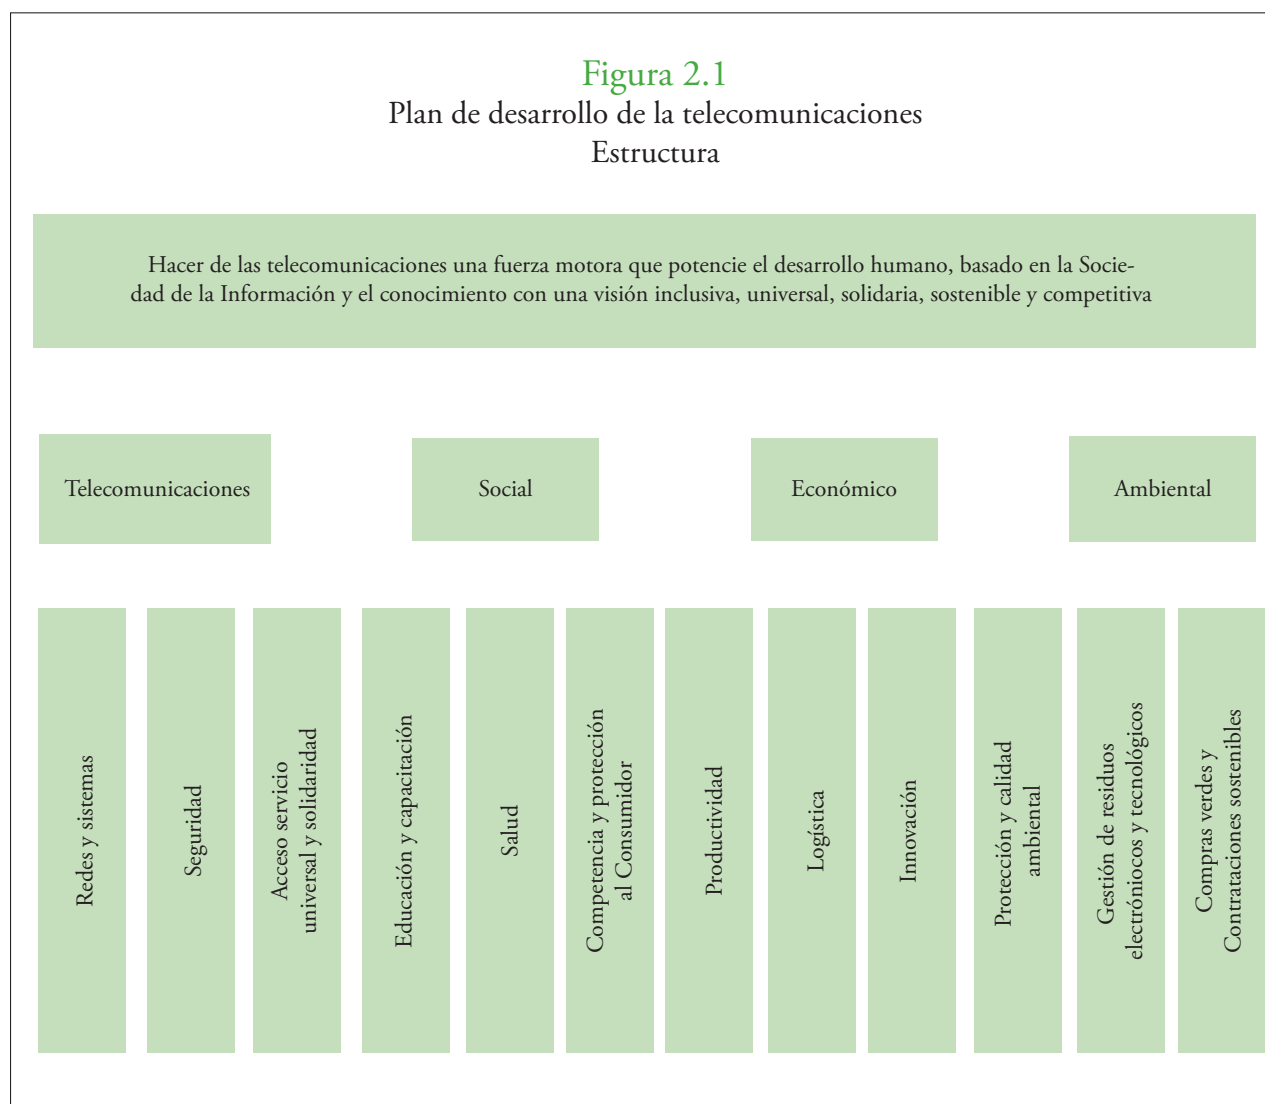 Figura 2.1
Plan de desarrollo de la telecomunicaciones
Estructura
Hacer de las telecomunicaciones una fuerza motora que potencie el desarrollo humano, basado en la Socie-
dad de la Información y el conocimiento con una visión inclusiva, universal, solidaria, sostenible y competitiva
Telecomunicaciones
Social
Económico
Ambiental
Redes y sistemas
Seguridad
Acceso servicio
universal y solidaridad
Educación y capacitación
Salud
Competencia y protección
al Consumidor
Productividad
Logística
Innovación
Protección y calidad
ambiental
Gestión de residuos
electróniocos y tecnológicos
Compras verdes y
Contrataciones sostenibles